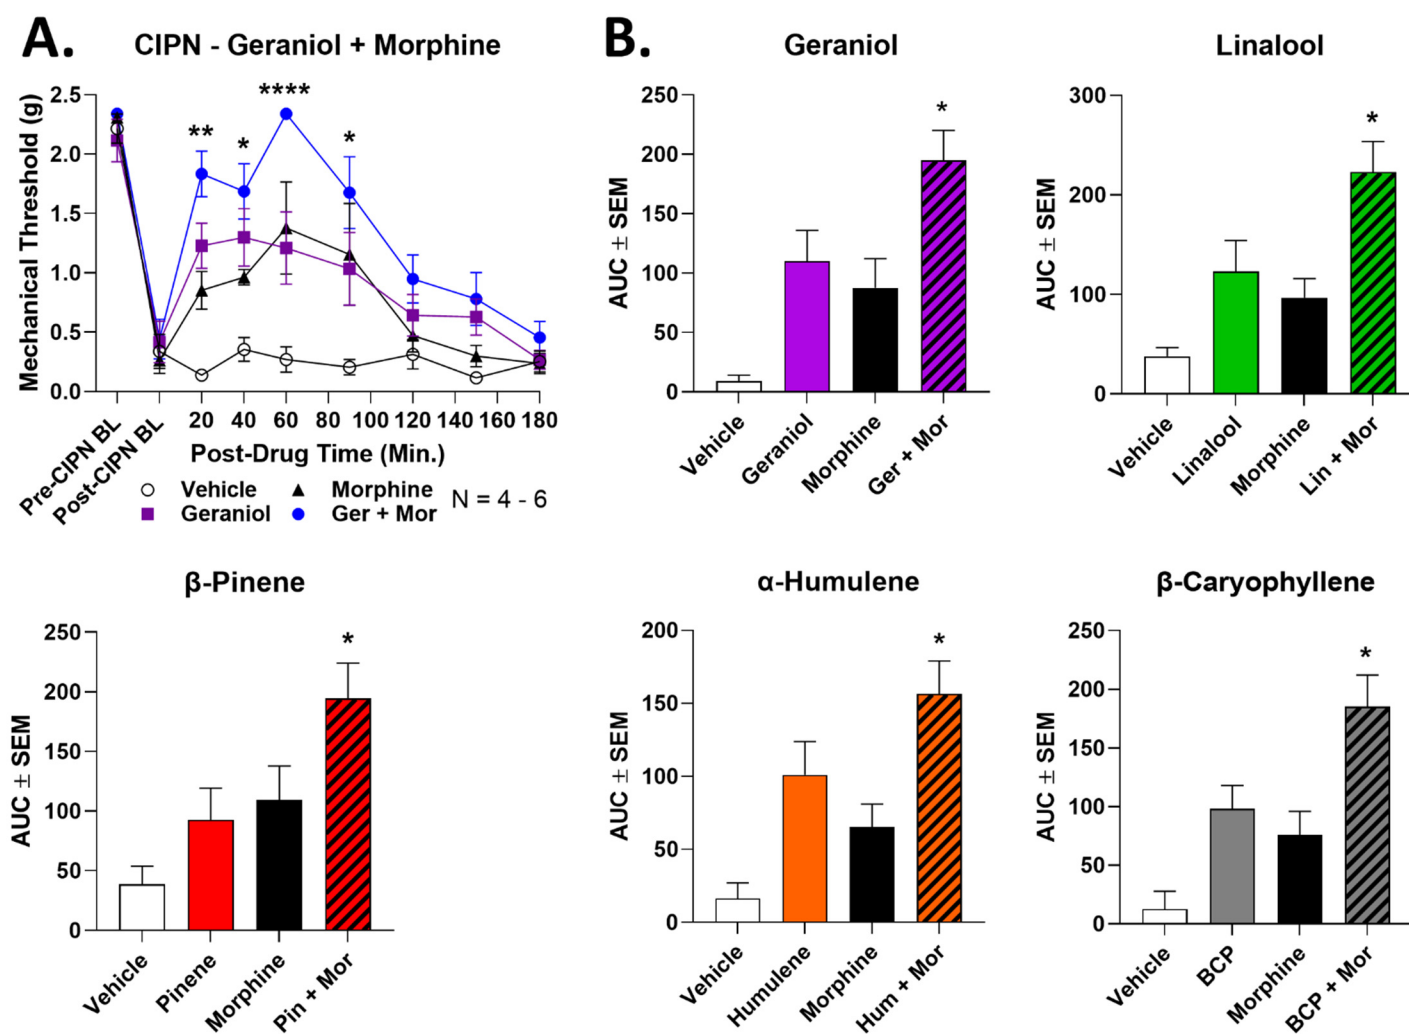 A.
CIPN - Geraniol + Morphine
****
**
*
*
Mechanical Threshold (g)
2.5
2.0
1.5
1.0
0.5
0.0
Pre-CIPN BL
Post-CIPN BL
20 40 60 80 100 120 140 160 180
Post-Drug Time (Min.)
Vehicle
Morphine
Geraniol
Ger + Mor
N = 4 - 6
B.
Geraniol
AUC ± SEM
250
200
150
100
50
0
*
Vehicle
Geraniol
Morphine
Ger + Mor
Linalool
AUC ± SEM
300
200
100
0
*
Vehicle
Linalool
Morphine
Lin + Mor
β-Pinene
AUC ± SEM
250
200
150
100
50
0
*
Vehicle
Pinene
Morphine
Pin + Mor
α-Humulene
AUC ± SEM
200
150
100
50
0
*
Vehicle
Humulene
Morphine
Hum + Mor
β-Caryophyllene
AUC ± SEM
250
200
150
100
50
0
*
Vehicle
BCP
Morphine
BCP + Mor